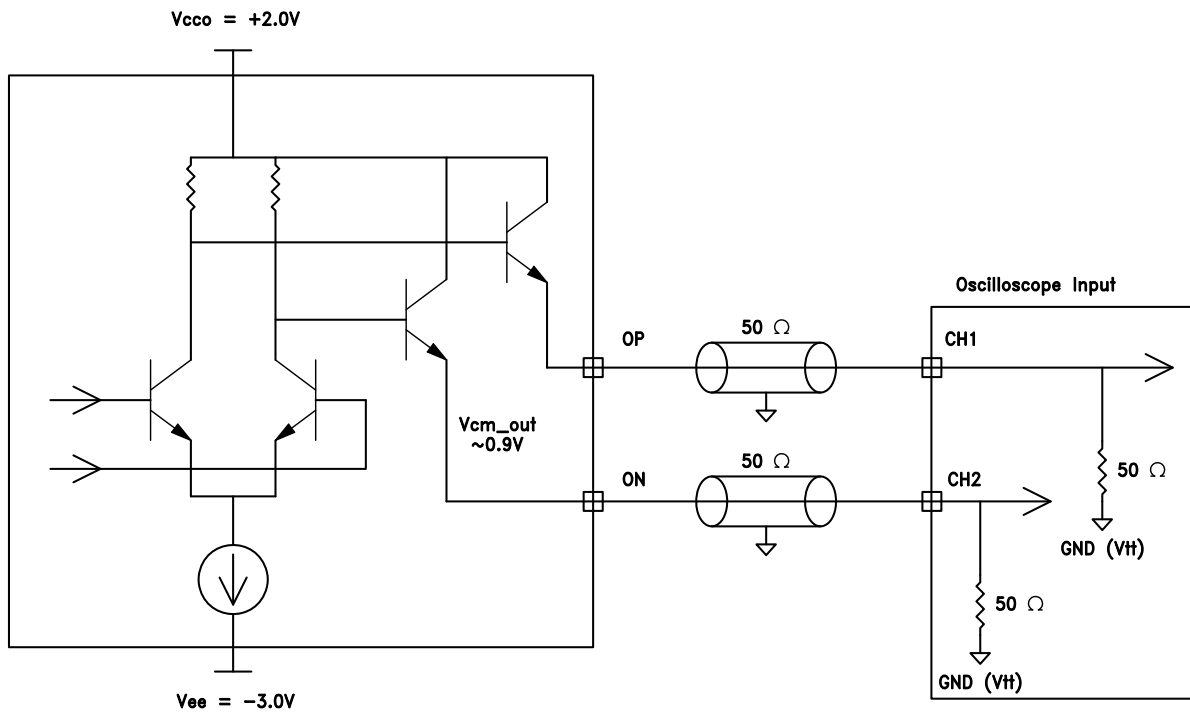 Vcco = +2.0V
Oscilloscope Input
50 Ω
OP
CH1
Vcm_out
~0.9V
50 Ω
50 Ω
ON
CH2
GND (Vtt)
50 Ω
GND (Vtt)
Vee = -3.0V